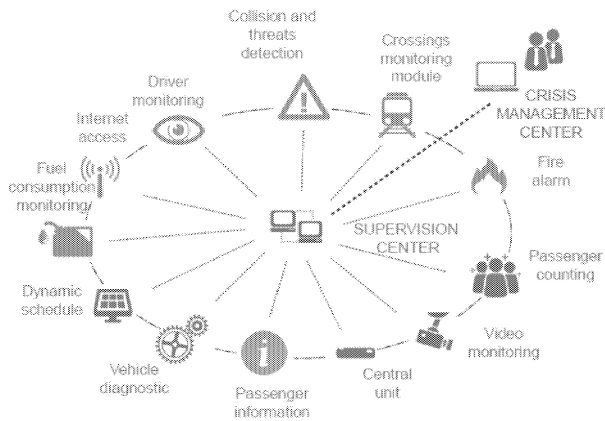 Collision and
threats
detection
Crossings
monitoring
module
CRISIS
MANAGEMENT
CENTER
Driver
monitoring
Internet
access
Fire
alarm
Fuel
consumption
monitoring
SUPERVISION
CENTER
Passenger
counting
Dynamic
schedule
Video
monitoring
Vehicle
diagnostic
Central
unit
Passenger
information